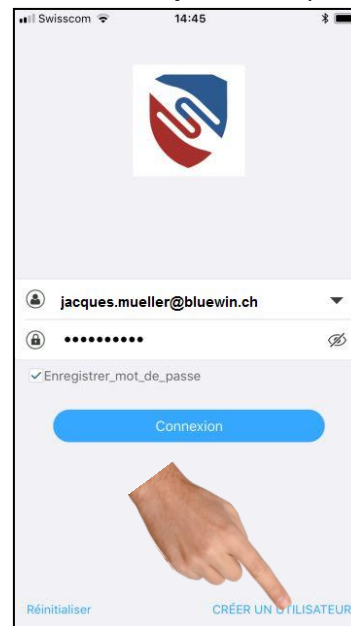 Swisscom 14:45
jacques.mueller@bluewin.ch
••••••••••
Enregistrer_mot_de_passe
Connexion
Réinitialiser CRÉER UN UTILISATEUR